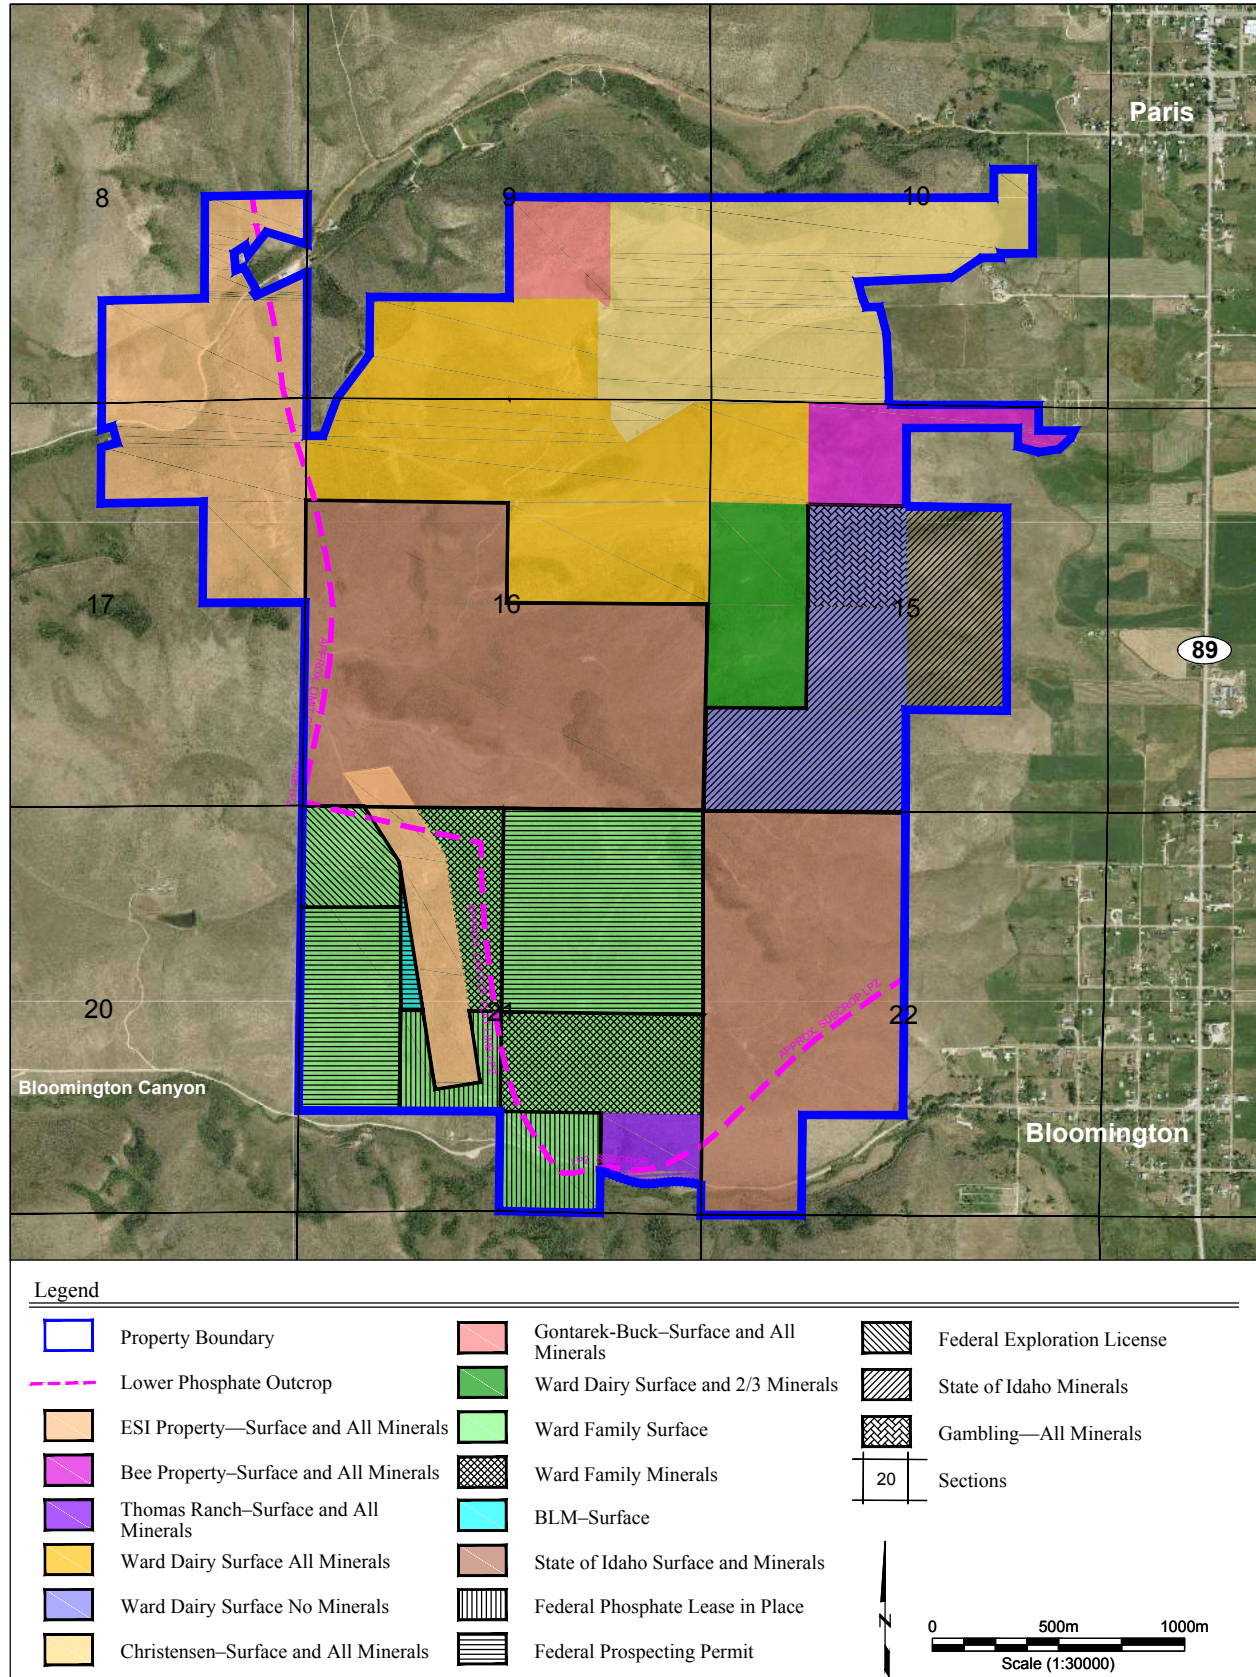 Paris
8
9
10
17
16
15
89
20
21
22
APPROX SUBCROP LPZ
Bloomington Canyon
Bloomington
Legend
Property Boundary
Lower Phosphate Outcrop
ESI Property—Surface and All Minerals
Bee Property–Surface and All Minerals
Thomas Ranch–Surface and All
Minerals
Ward Dairy Surface All Minerals
Ward Dairy Surface No Minerals
Christensen–Surface and All Minerals
Gontarek-Buck–Surface and All
Minerals
Ward Dairy Surface and 2/3 Minerals
Ward Family Surface
Ward Family Minerals
BLM–Surface
State of Idaho Surface and Minerals
Federal Phosphate Lease in Place
Federal Prospecting Permit
Federal Exploration License
State of Idaho Minerals
Gambling—All Minerals
20
Sections
N
0 500m 1000m
Scale (1:30000)